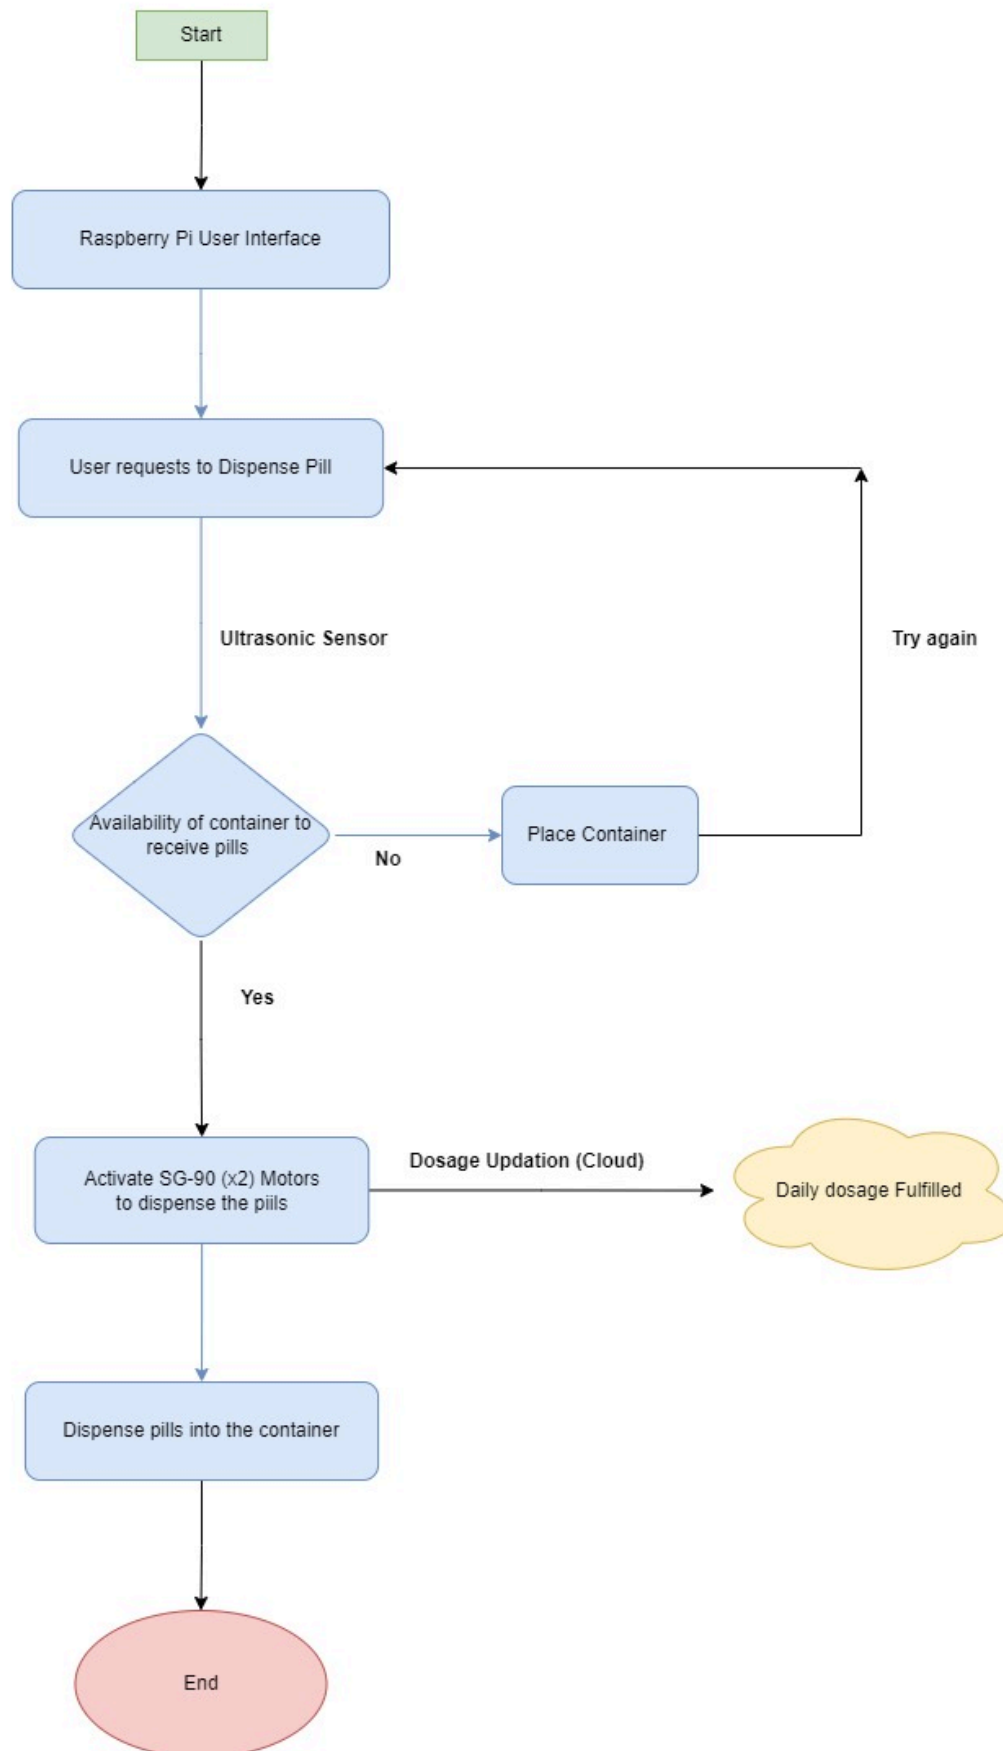 Start
Raspberry Pi User Interface
User requests to Dispense Pill
Ultrasonic Sensor
Try again
Availability of container to
receive pills
No
Place Container
Yes
Activate SG-90 (x2) Motors
to dispense the piils
Dosage Updation (Cloud)
Daily dosage Fulfilled
Dispense pills into the container
End